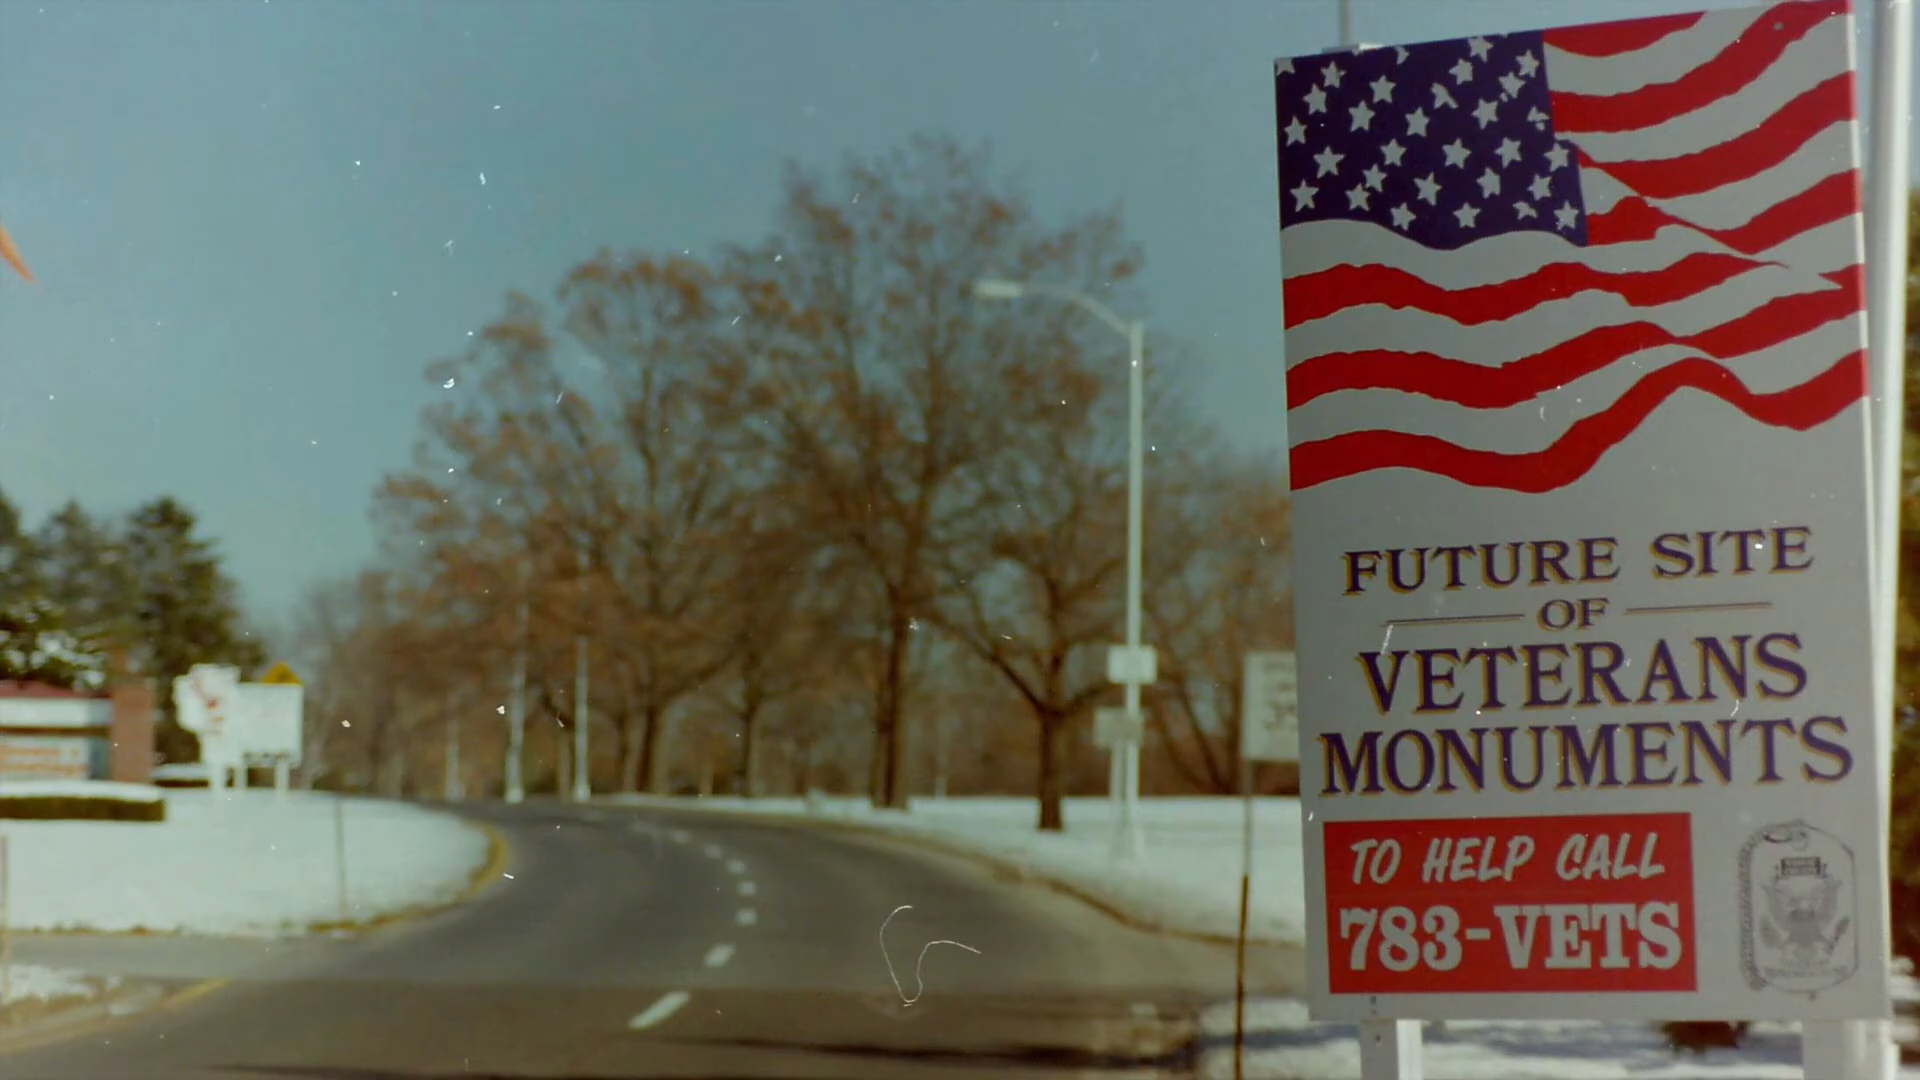 FUTURE SITE
OF
VETERANS
MONUMENTS
TO HELP CALL
783-VETS